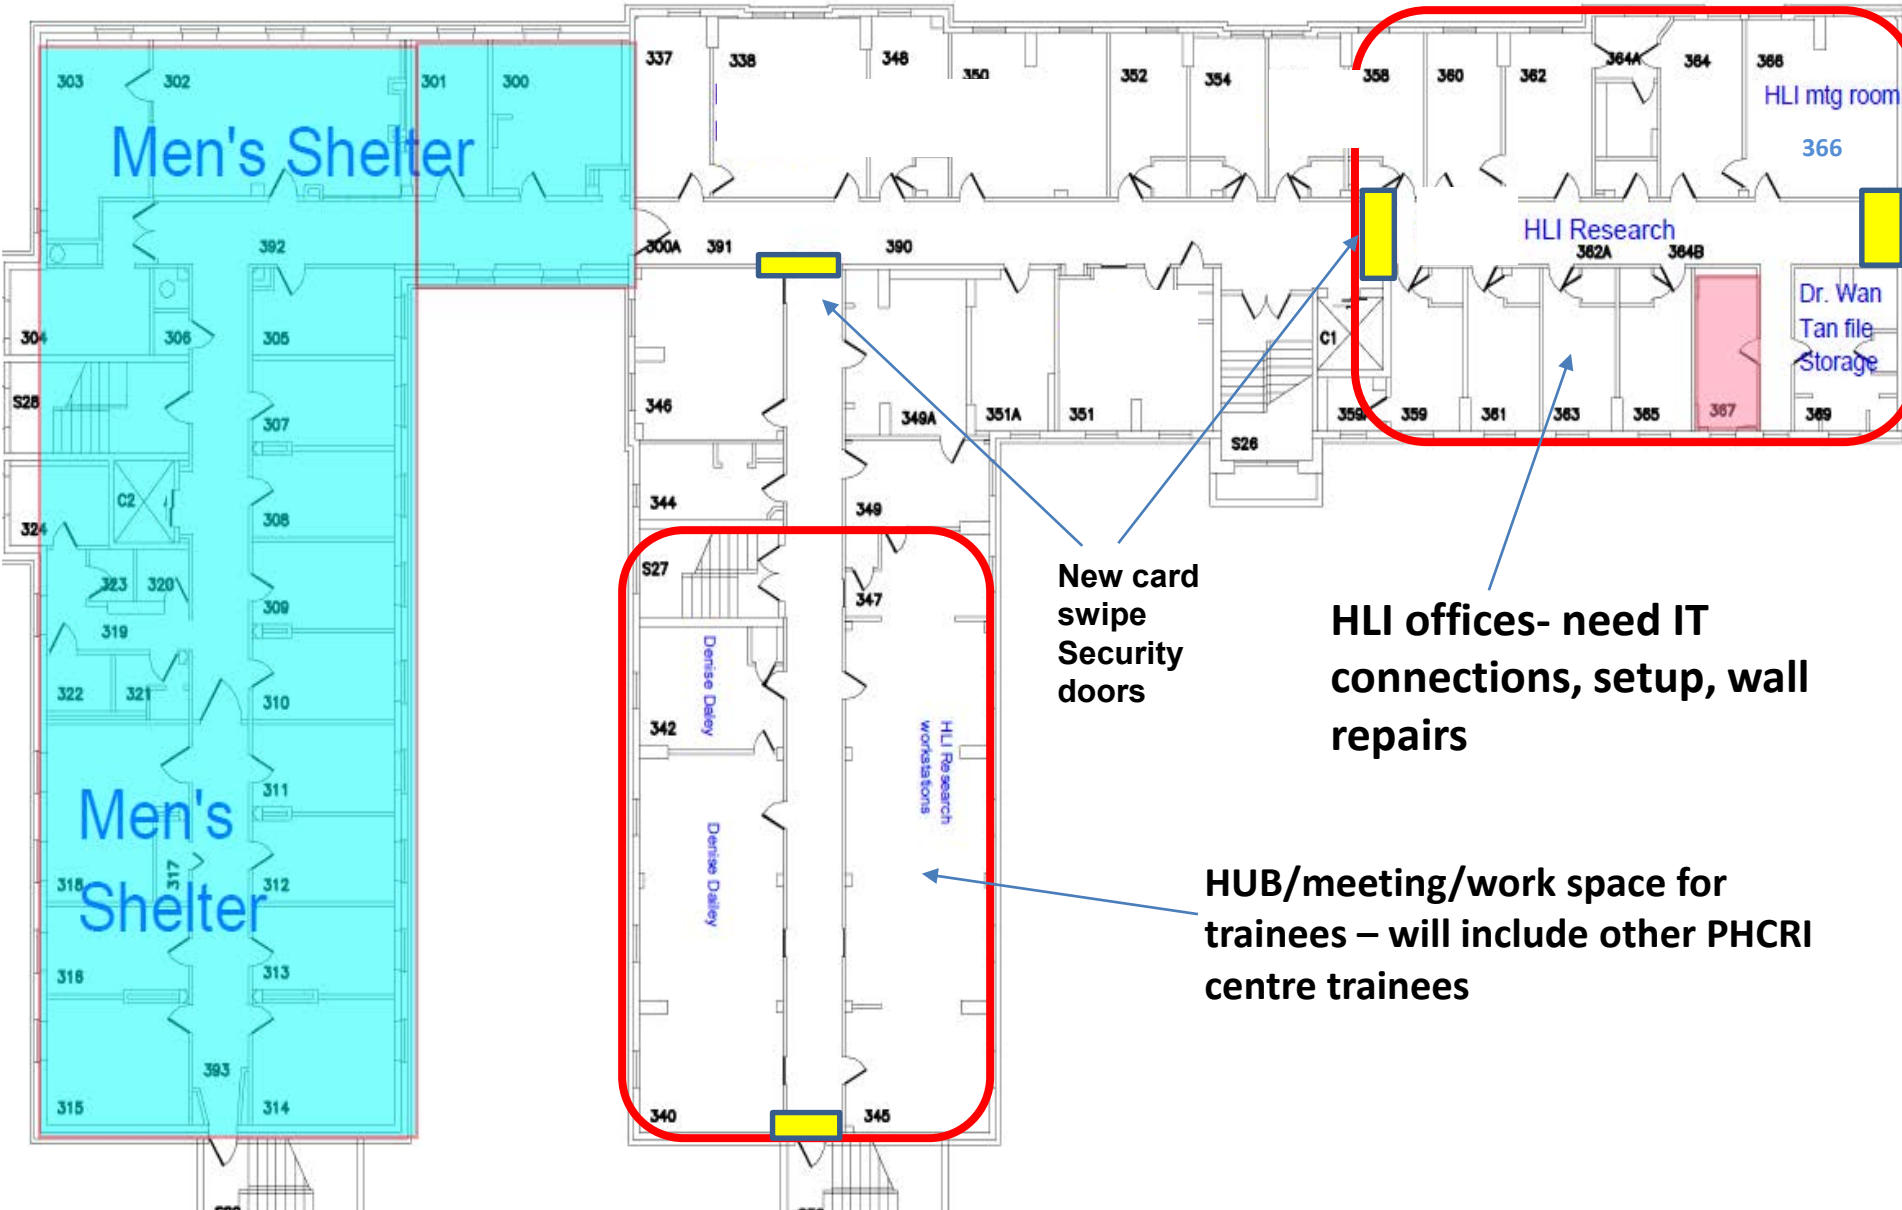 303
302
301
300
337
338
348
350
352
354
358
360
362
364A
364
366
Men's Shelter
HLI mtg room
366
392
300A
391
390
HLI Research
362A
364B
304
306
305
346
349A
351A
351
C1
359
361
363
365
367
369
Dr. Wan
Tan file
Storage
S28
307
S26
C2
324
308
344
349
323
320
309
S27
347
319
322
321
310
342
Denise Daley
HLI Research
workstations
New card
swipe
Security
doors
HLI offices- need IT
connections, setup, wall
repairs
Men's
Shelter
311
317
312
Denise Dailey
HUB/meeting/work space for
trainees – will include other PHCRI
centre trainees
316
313
393
315
314
340
345